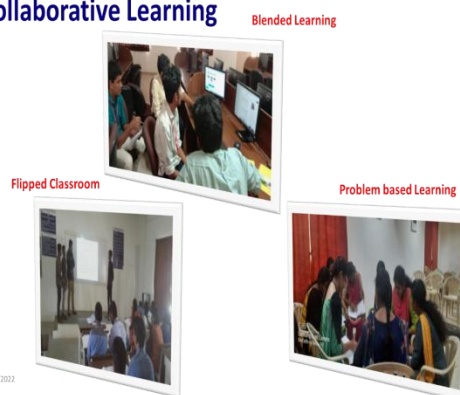 ollaborative Learning
Blended Learning
Flipped Classroom
Problem based Learning
2022